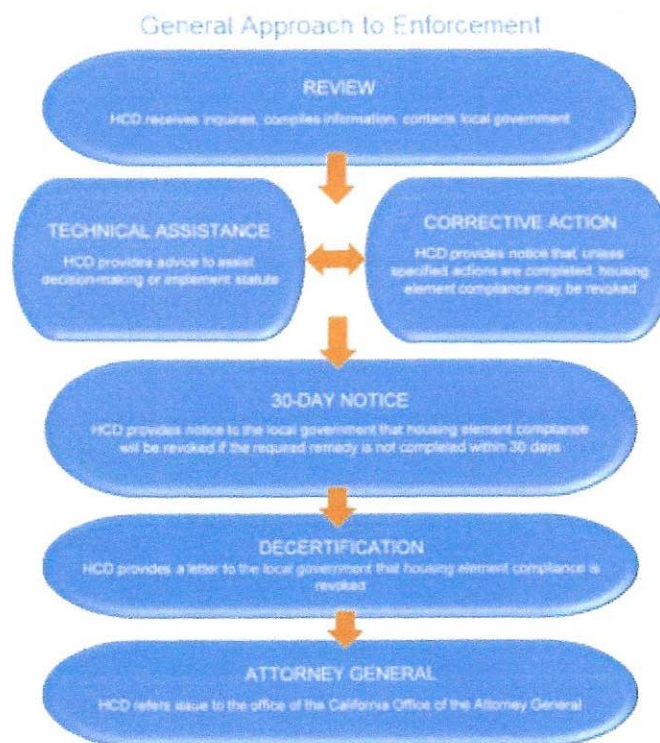 General Approach to Enforcement
REVIEW
HCD receives inquires, compiles information, contacts local government
TECHNICAL ASSISTANCE
HCD provides advice to assist
decision-making or implement statute
CORRECTIVE ACTION
HCD provides notice that, unless
specified actions are completed, housing
element compliance may be revoked
30-DAY NOTICE
HCD provides notice to the local government that housing element compliance
will be revoked if the required remedy is not completed within 30 days
DECERTIFICATION
HCD provides a letter to the local government that housing element compliance is
revoked
ATTORNEY GENERAL
HCD refers issue to the office of the California Office of the Attorney General